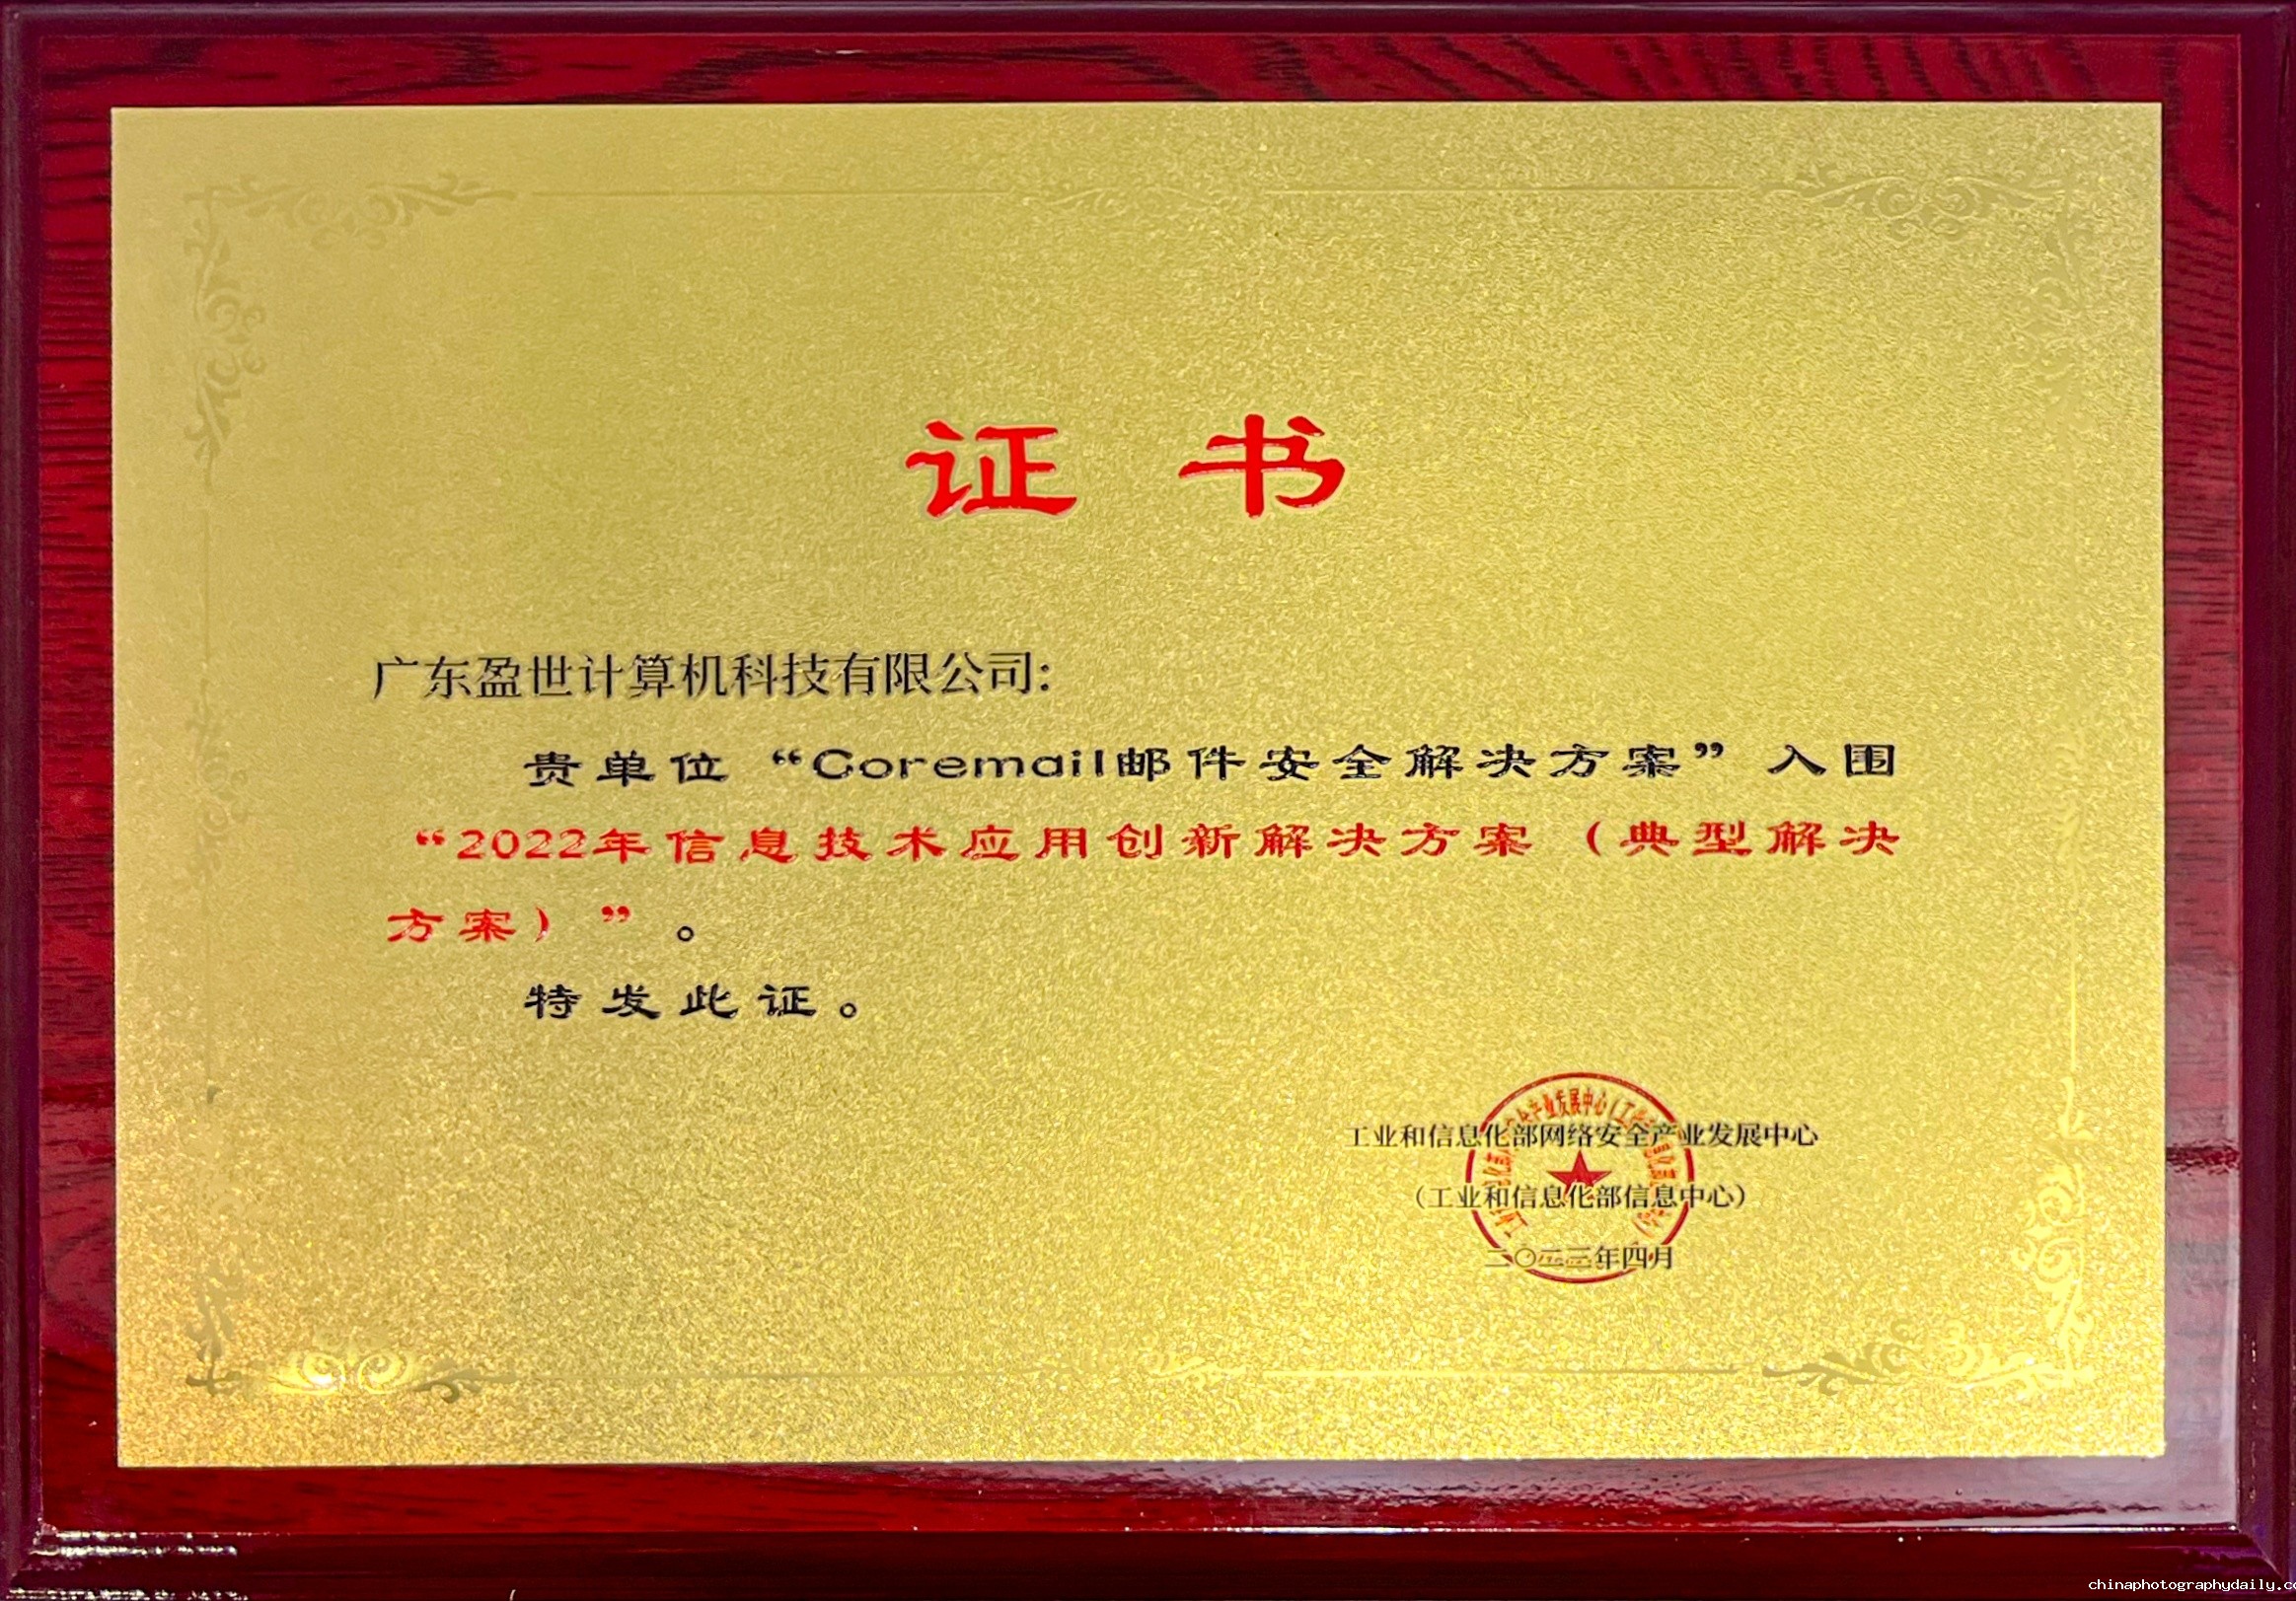 证书
广东盈世计算机科技有限公司:
贵单位“Coremail邮件安全解决方案”入围
“2022年信息技术应用创新解决方案（典型解决
方案）”。
特发此证。
工业和信息化部网络安全产业发展中心
（工业和信息化部信息中心）
二〇二三年四月
chinaphotographydaily.co